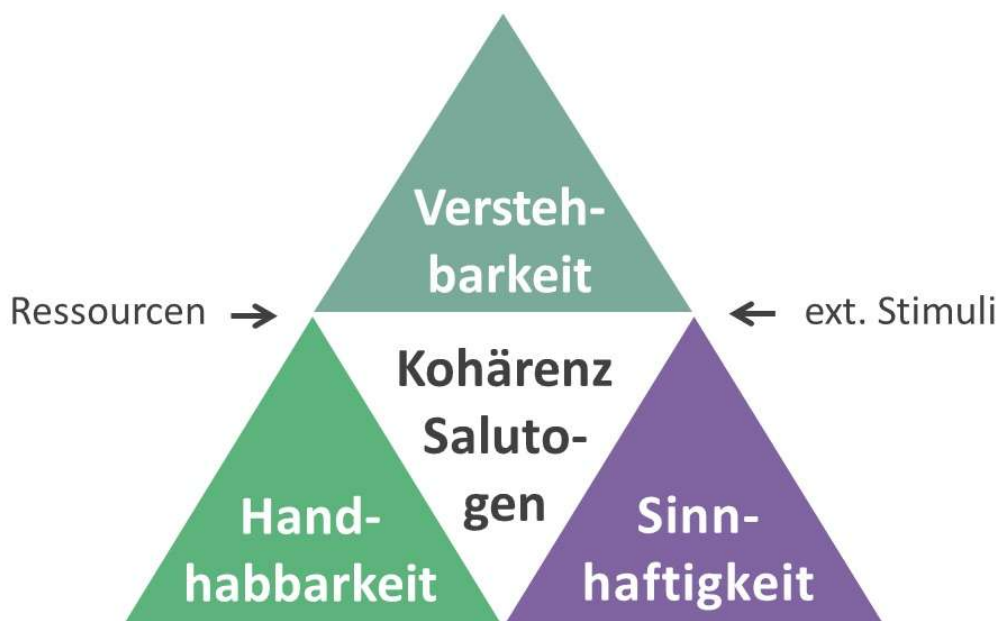 Versteh-
barkeit
Ressourcen
ext. Stimuli
Kohärenz
Saluto-
gen
Hand-
habbarkeit
Sinn-
haftigkeit